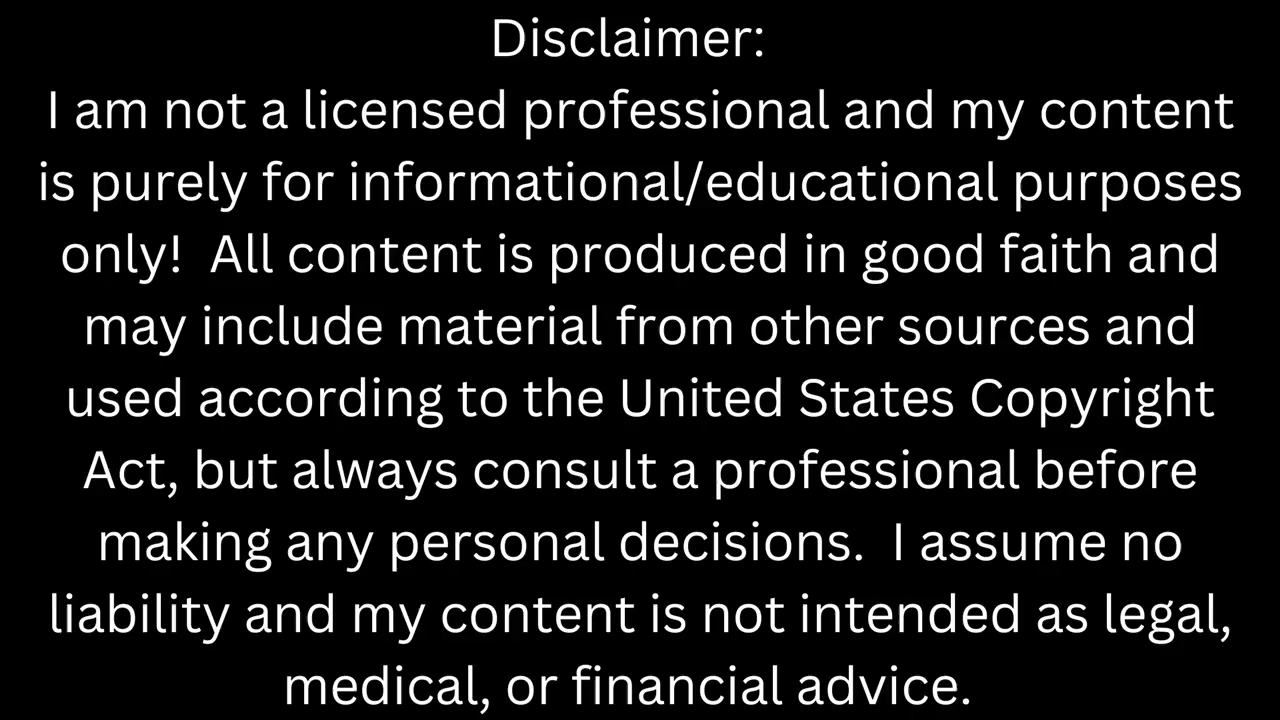 Disclaimer:
I am not a licensed professional and my content
is purely for informational/educational purposes
only!  All content is produced in good faith and
may include material from other sources and
used according to the United States Copyright
Act, but always consult a professional before
making any personal decisions.  I assume no
liability and my content is not intended as legal,
medical, or financial advice.